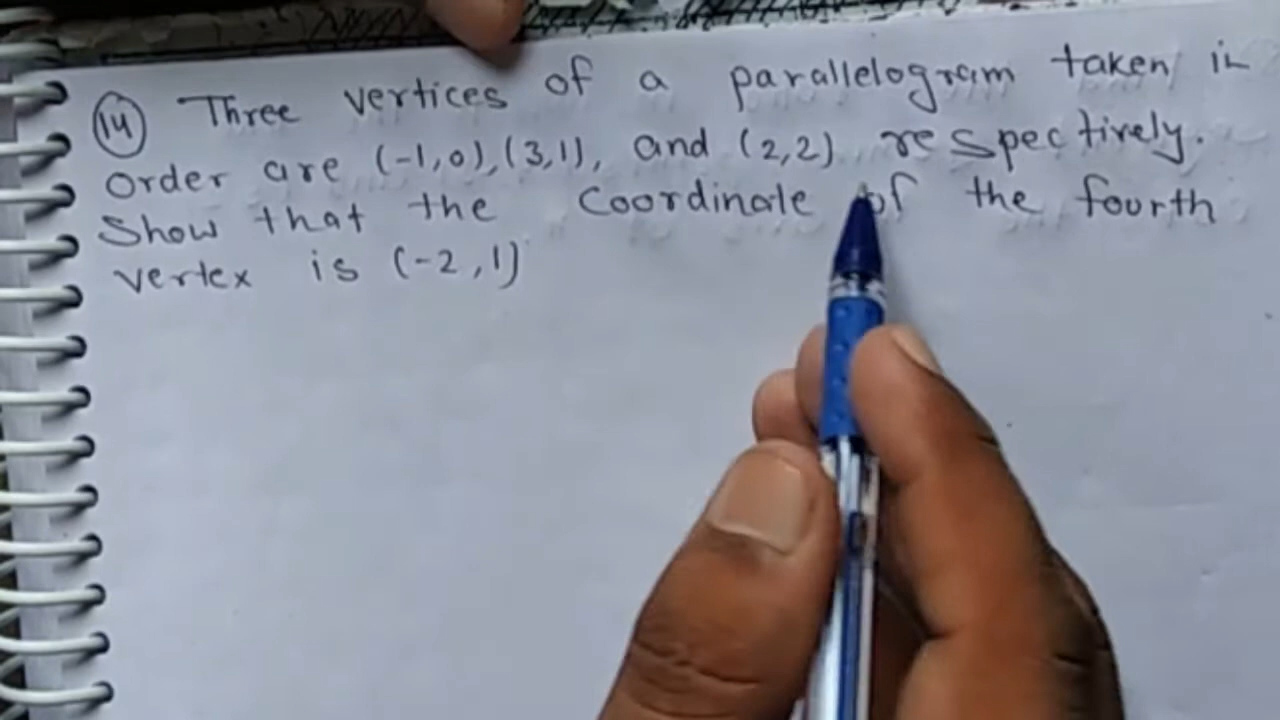 (14) Three vertices of a parallelogram taken in
order are (-1,0),(3,1), and (2,2) respectively.
Show that the Coordinate of the fourth
vertex is (-2,1)